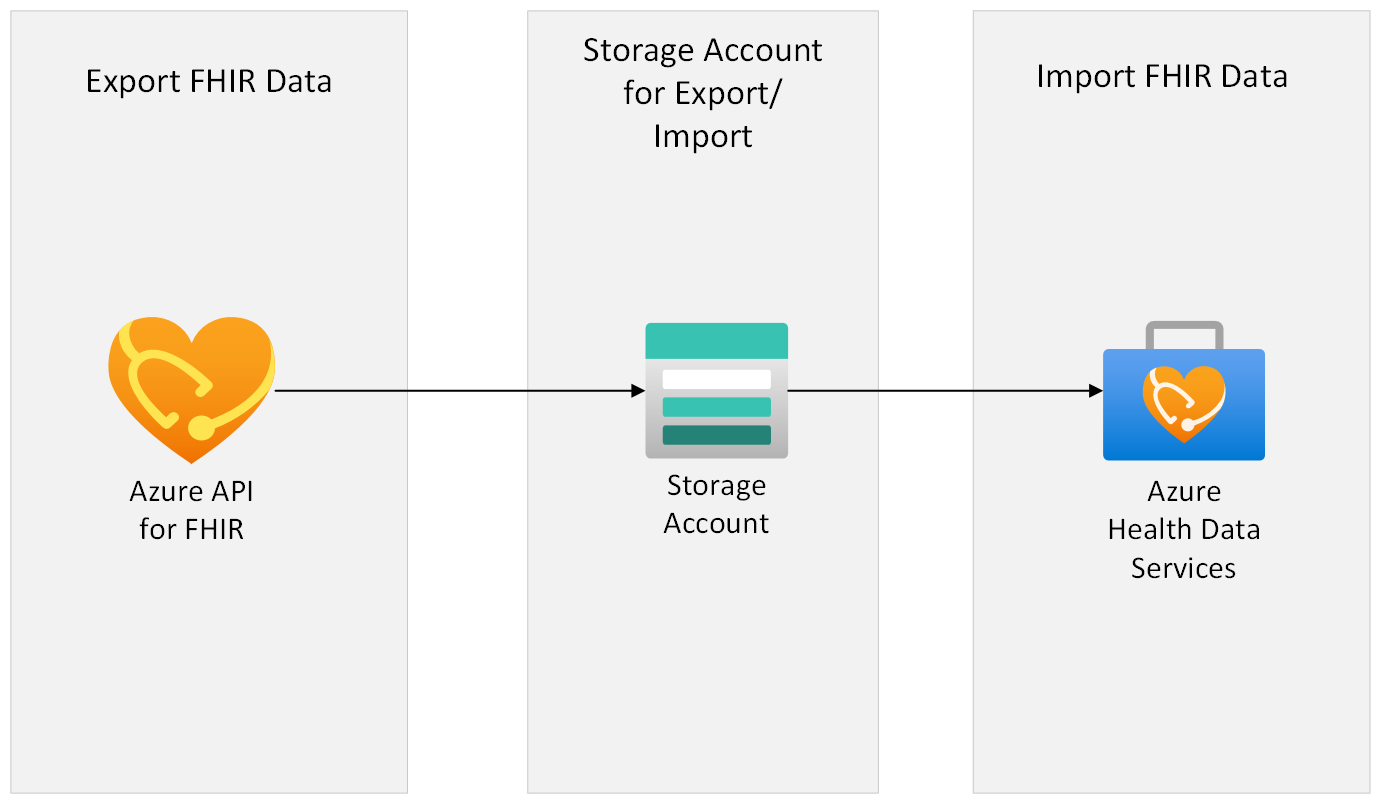 Export FHIR Data
Storage Account
for Export/
Import
Import FHIR Data
Azure API
for FHIR
Storage
Account
Azure
Health Data
Services